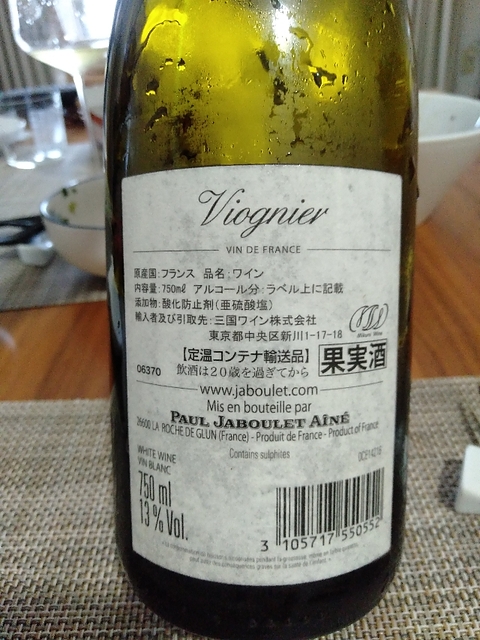 Viognier
VIN DE FRANCE
原産国:フランス 品名:ワイン
内容量:750mℓ アルコール分:ラベル上に記載
添加物:酸化防止剤(亜硫酸塩)
輸入者及び引取先:三国ワイン株式会社
東京都中央区新川1-17-18
【定温コンテナ輸送品】
果実酒
06370 飲酒は20歳を過ぎてから
www.jaboulet.com
Mis en bouteille par
PAUL JABOULET AÎNÉ
26600 LA ROCHE DE GLUN (France) - Produit de France - Product of France
Contains sulphites
WHITE WINE
VIN BLANC
750 ml
13 % Vol.
3 105717 550552